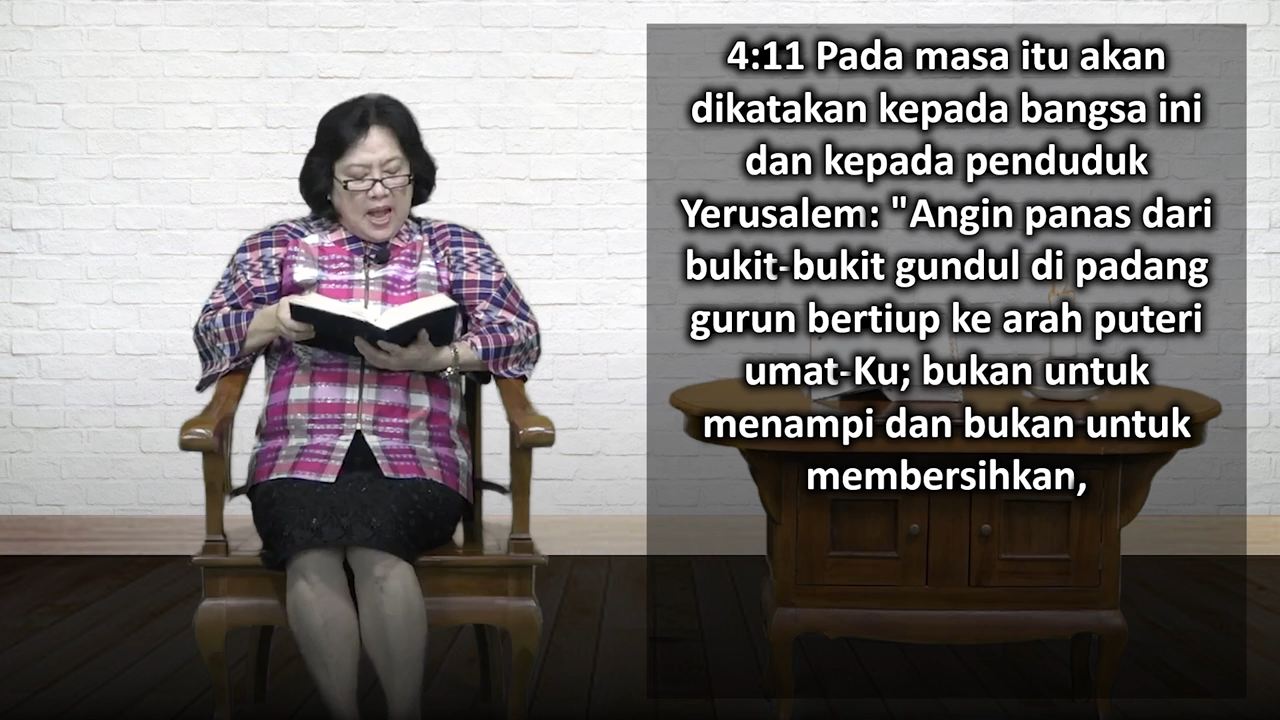 4:11 Pada masa itu akan
dikatakan kepada bangsa ini
dan kepada penduduk
Yerusalem: "Angin panas dari
bukit-bukit gundul di padang
gurun bertiup ke arah puteri
umat-Ku; bukan untuk
menampi dan bukan untuk
membersihkan,